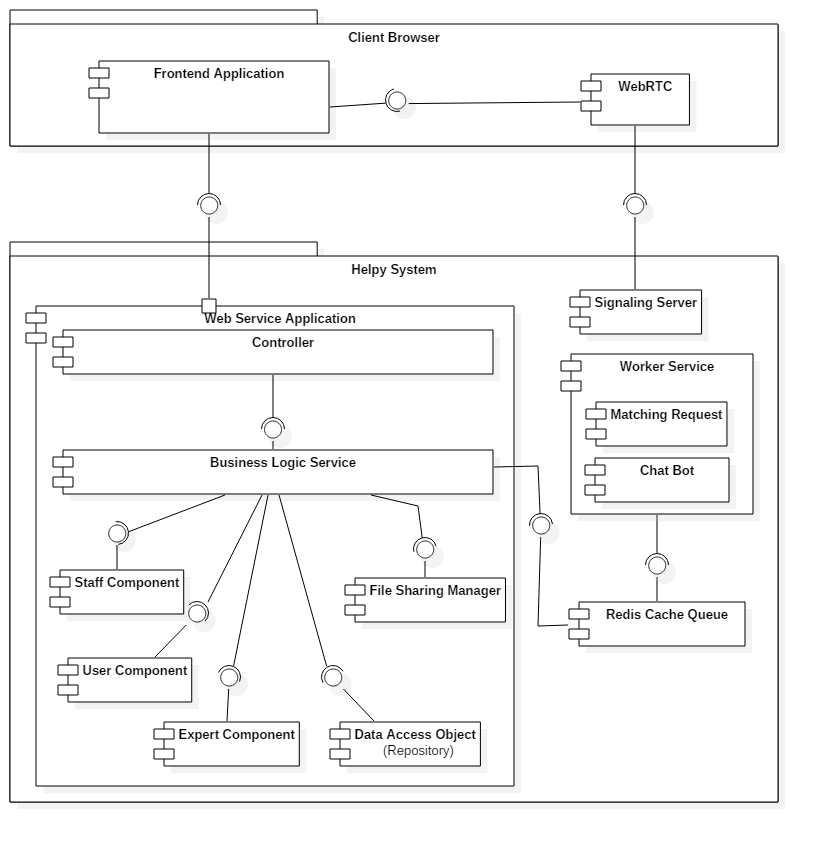 Client Browser
Frontend Application
WebRTC
Helpy System
Signaling Server
Web Service Application
Controller
Worker Service
Matching Request
Business Logic Service
Chat Bot
Staff Component
File Sharing Manager
Redis Cache Queue
User Component
Expert Component
Data Access Object
(Repository)